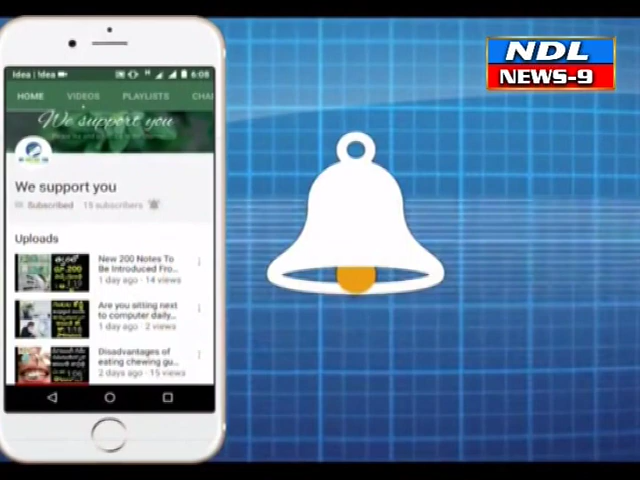 NDL
NEWS-9
Idea | Idea
6:08
HOME VIDEOS PLAYLISTS CHA
We support you
We support you
Subscribed 19 subscribers
Uploads
New 200 Notes To
Be Introduced Fro...
1 day ago · 14 views
Are you sitting next
to computer daily...
1 day ago · 2 views
Disadvantages of
eating chewing gu...
2 days ago · 15 views